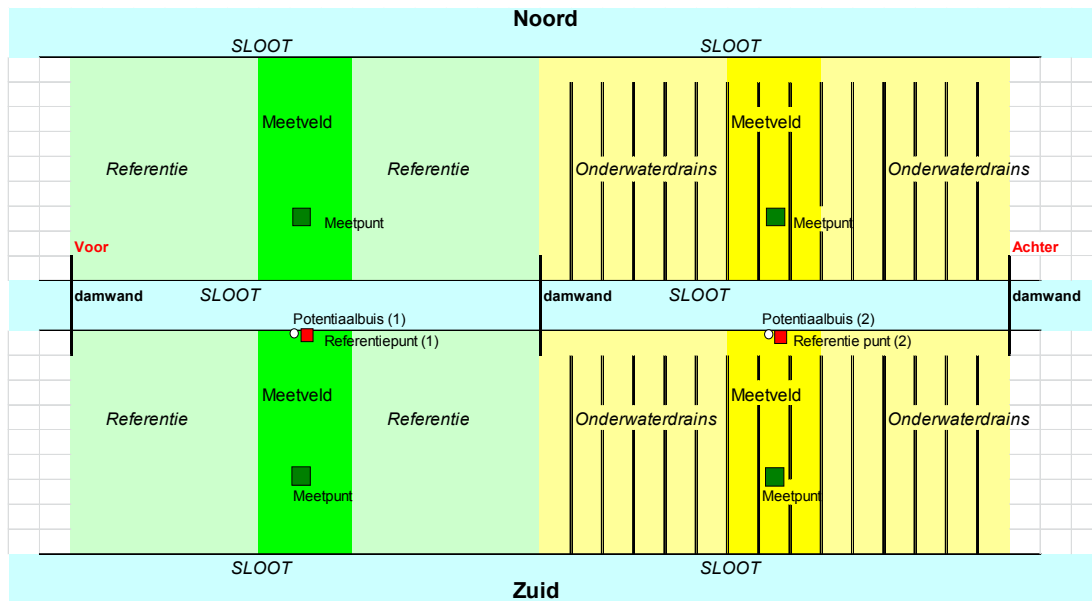 Noord
SLOOT SLOOT
Meetveld Meetveld
Referentie Referentie Onderwaterdrains Onderwaterdrains
Meetpunt Meetpunt
Voor Achter
damwand SLOOT damwand SLOOT damwand
Potentiaalbuis (1) Potentiaalbuis (2)
Referentiepunt (1) Referentie punt (2)
Meetveld Meetveld
Referentie Referentie Onderwaterdrains Onderwaterdrains
Meetpunt Meetpunt
SLOOT SLOOT
Zuid